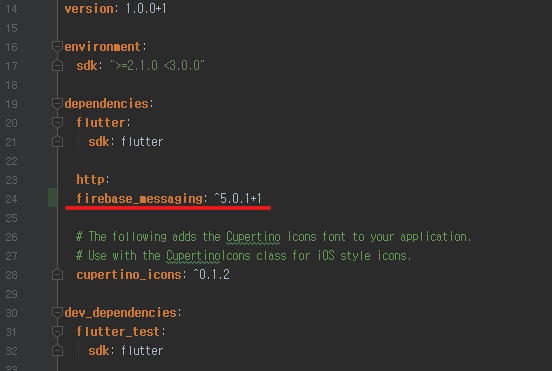 14 version: 1.0.0+1
15
16 environment:
17 sdk: ">=2.1.0 <3.0.0"
18
19 dependencies:
20 flutter:
21 sdk: flutter
22
23 http:
24 firebase_messaging: ^5.0.1+1
25
26 # The following adds the Cupertino Icons font to your application.
27 # Use with the CupertinoIcons class for iOS style icons.
28 cupertino_icons: ^0.1.2
29
30 dev_dependencies:
31 flutter_test:
32 sdk: flutter
33